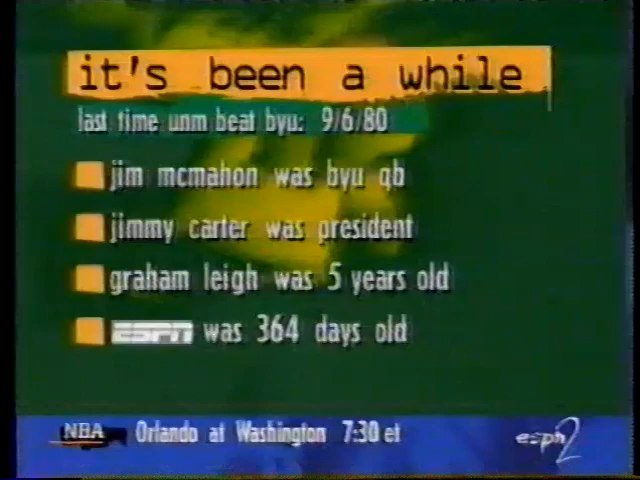 it's been a while
last time unm beat byu: 9/6/80
jim mcmahon was byu qb
jimmy carter was president
graham leigh was 5 years old
ESPN was 364 days old
NBA Orlando at Washington 7:30 et
espn2